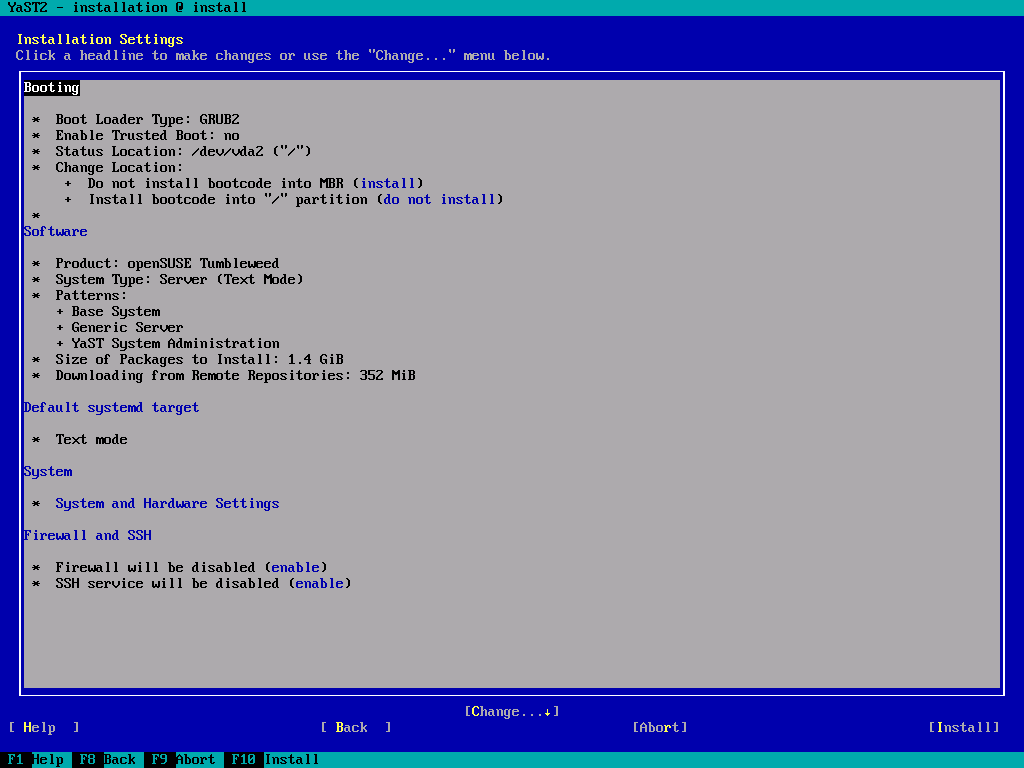 YaST2 - installation @ install
Installation Settings
Click a headline to make changes or use the "Change..." menu below.
Booting
* Boot Loader Type: GRUB2
* Enable Trusted Boot: no
* Status Location: /dev/vda2 ("/")
* Change Location:
+ Do not install bootcode into MBR (install)
+ Install bootcode into "/" partition (do not install)
*
Software
* Product: openSUSE Tumbleweed
* System Type: Server (Text Mode)
* Patterns:
+ Base System
+ Generic Server
+ YaST System Administration
* Size of Packages to Install: 1.4 GiB
* Downloading from Remote Repositories: 352 MiB
Default systemd target
* Text mode
System
* System and Hardware Settings
Firewall and SSH
* Firewall will be disabled (enable)
* SSH service will be disabled (enable)
[Change...↓]
[ Help ] [ Back ] [Abort] [Install]
F1 Help F8 Back F9 Abort F10 Install